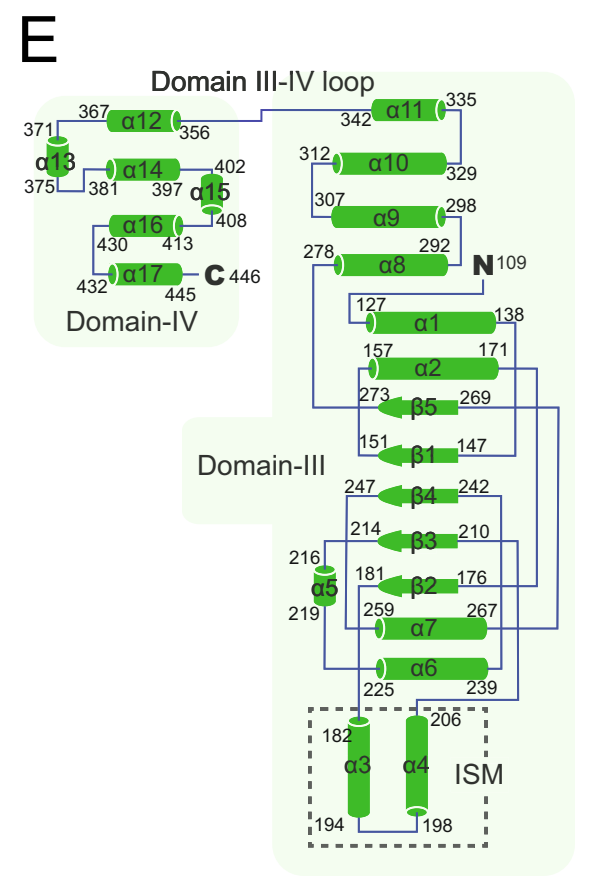 E
Domain III-IV loop
367 α12 356
342 α11 335
371 α13 375
381 α14 397
402 α15 408
312 α10 329
307 α9 298
430 α16 413
278 α8 292
N 109
432 α17 445
C 446
Domain-IV
127 α1 138
157 α2 171
273 β5 269
151 β1 147
Domain-III
247 β4 242
214 β3 210
216 α5 219
181 β2 176
259 α7 267
α6
225 239
182 α3 194
206 α4 198
ISM